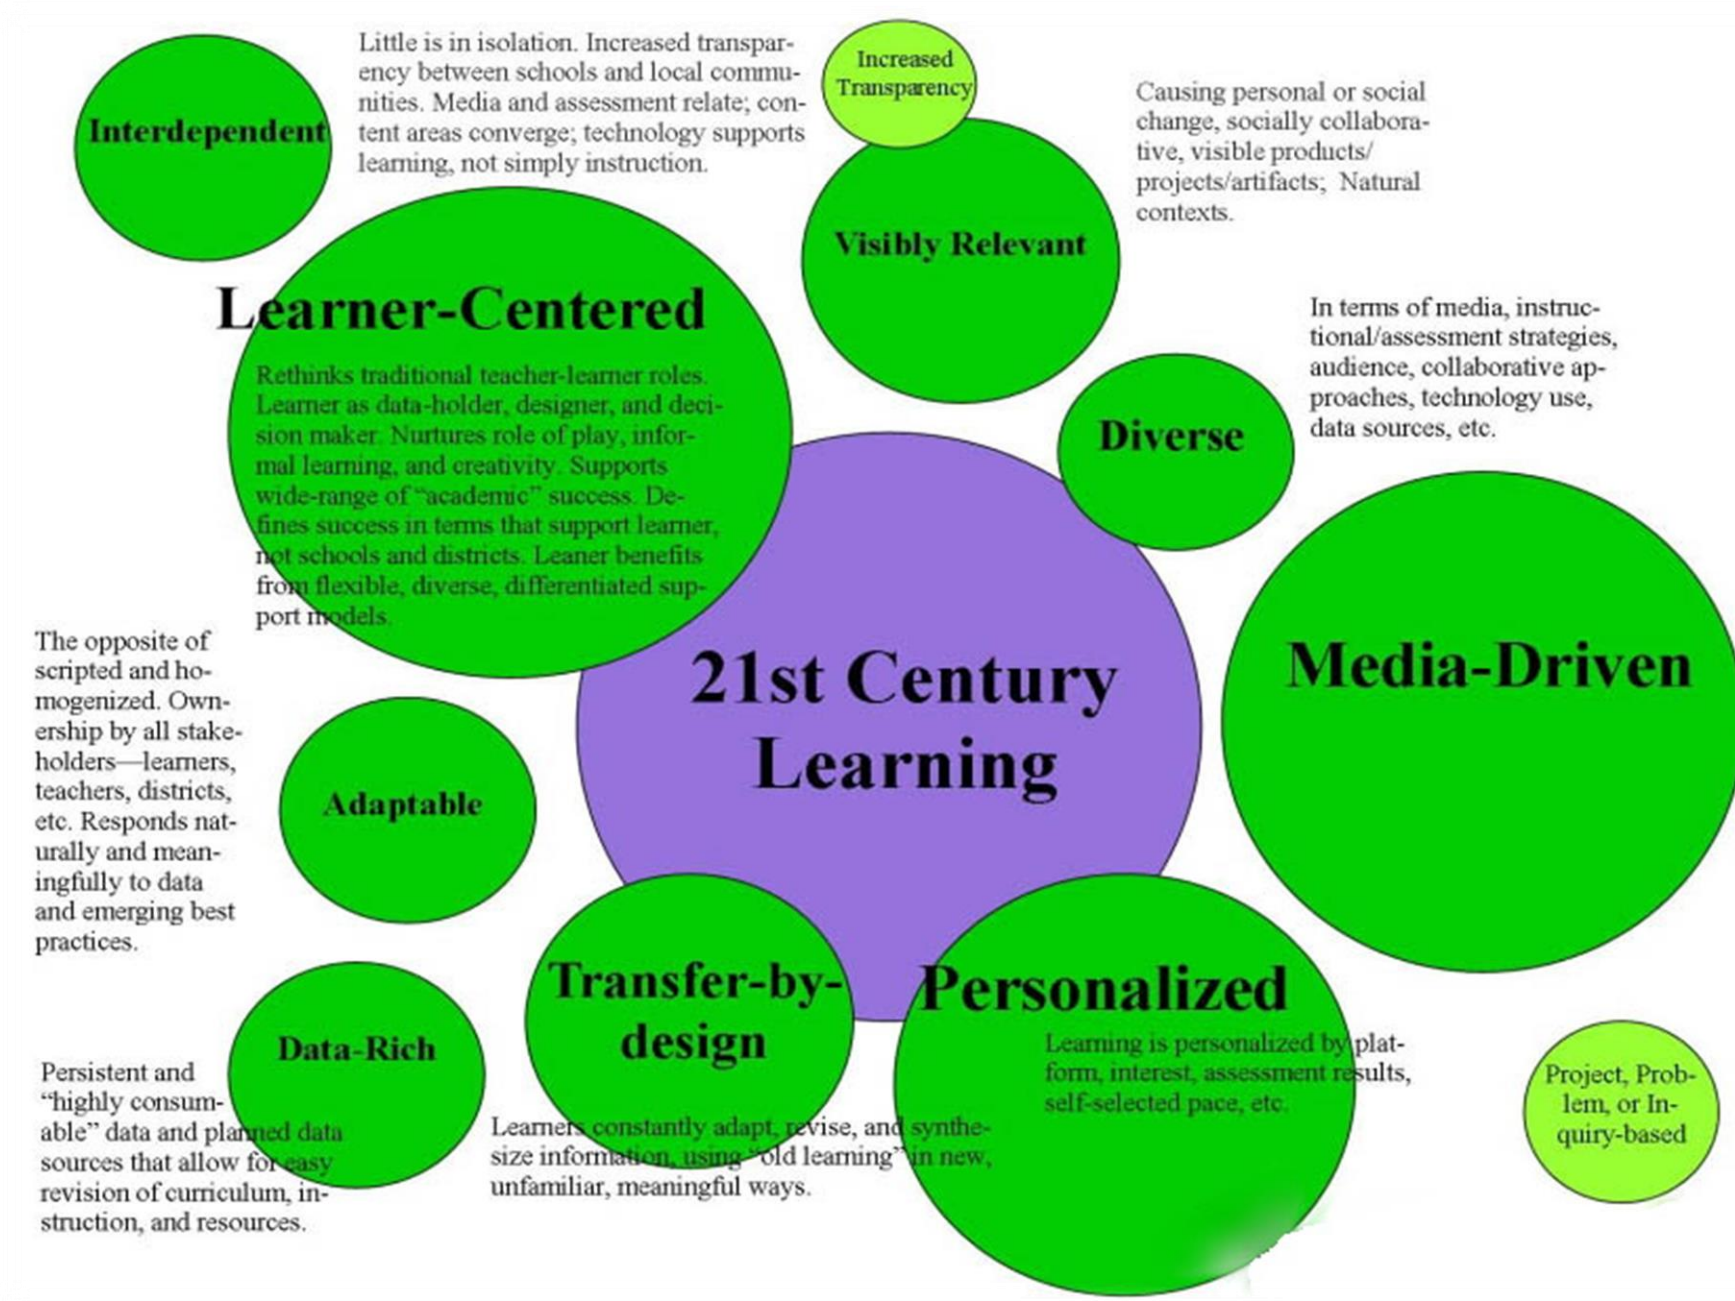 Interdependent
Little is in isolation. Increased transpar-
ency between schools and local commu-
nities. Media and assessment relate; con-
tent areas converge; technology supports
learning, not simply instruction.
Increased
Transparency
Visibly Relevant
Causing personal or social
change, socially collabora-
tive, visible products/
projects/artifacts;  Natural
contexts.
Learner-Centered
Rethinks traditional teacher-learner roles.
Learner as data-holder, designer, and deci-
sion maker. Nurtures role of play, infor-
mal learning, and creativity. Supports
wide-range of “academic” success. De-
fines success in terms that support learner,
not schools and districts. Leaner benefits
from flexible, diverse, differentiated sup-
port models.
Diverse
In terms of media, instruc-
tional/assessment strategies,
audience, collaborative ap-
proaches, technology use,
data sources, etc.
21st Century
Learning
Media-Driven
The opposite of
scripted and ho-
mogenized. Own-
ership by all stake-
holders—learners,
teachers, districts,
etc. Responds nat-
urally and mean-
ingfully to data
and emerging best
practices.
Adaptable
Data-Rich
Persistent and
“highly consum-
able” data and planned data
sources that allow for easy
revision of curriculum, in-
struction, and resources.
Transfer-by-
design
Learners constantly adapt, revise, and synthe-
size information, using “old learning” in new,
unfamiliar, meaningful ways.
Personalized
Learning is personalized by plat-
form, interest, assessment results,
self-selected pace, etc.
Project, Prob-
lem, or In-
quiry-based